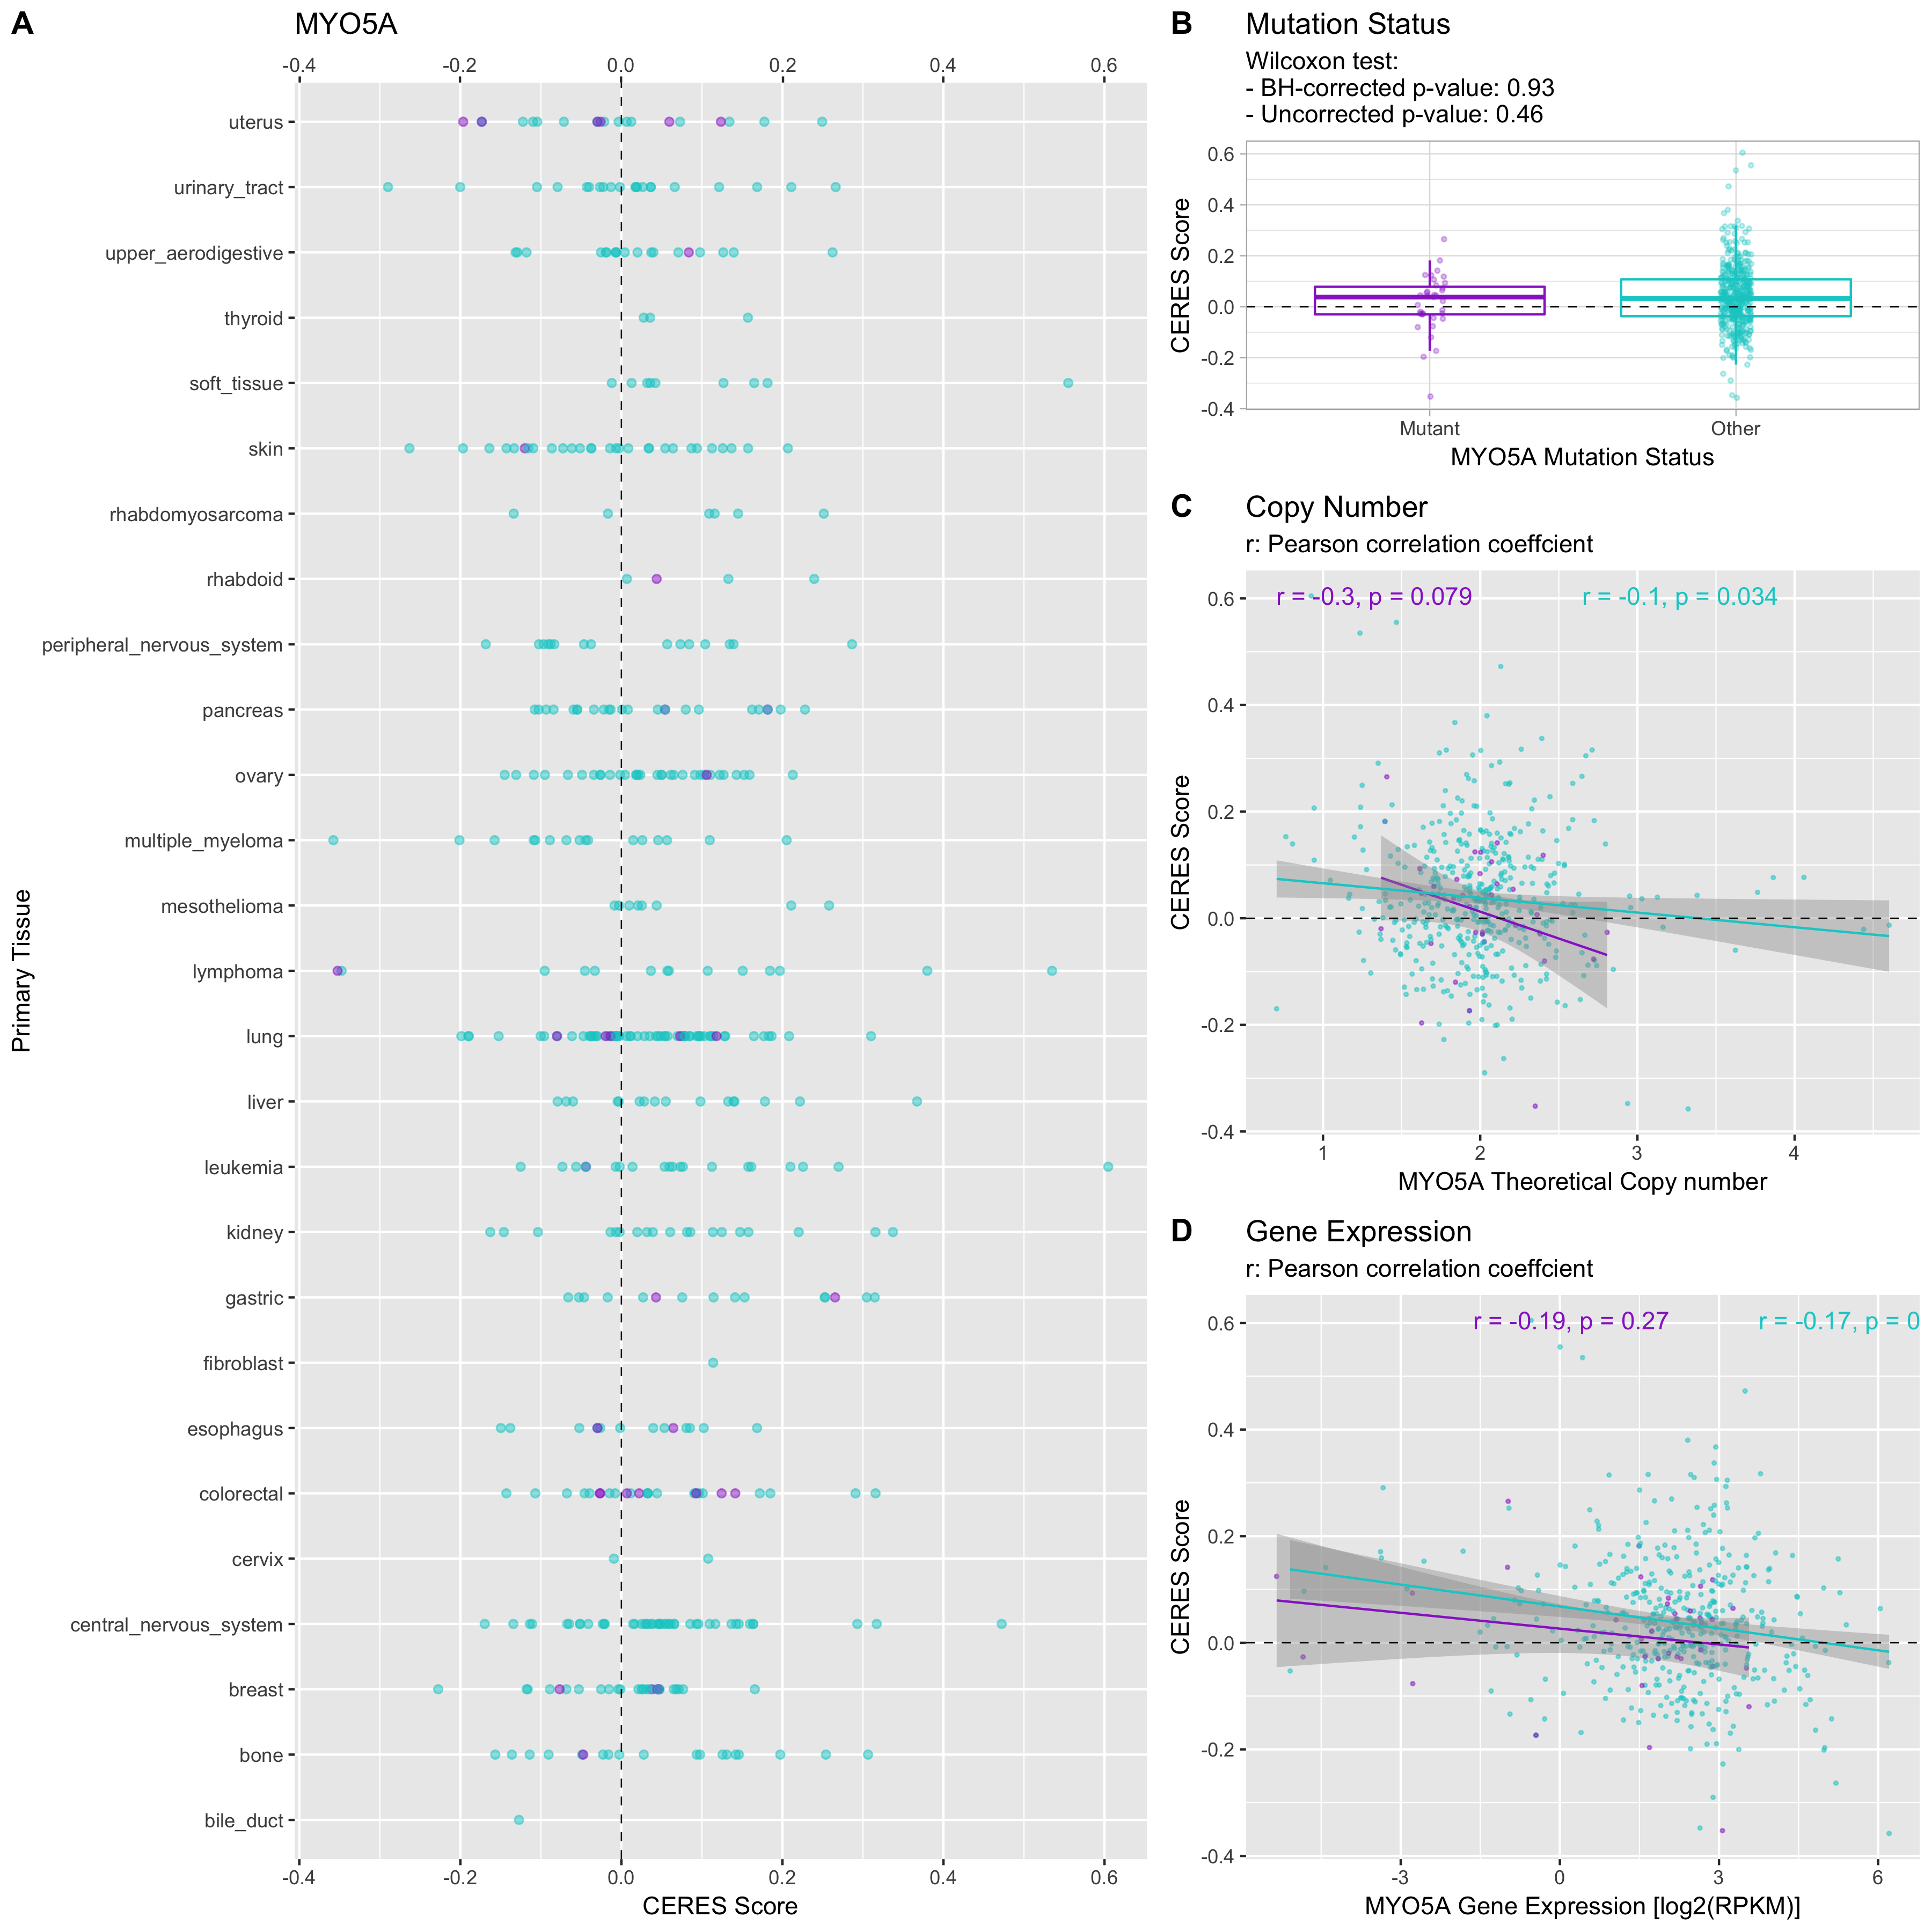 A
MYO5A
-0.4 -0.2 0.0 0.2 0.4 0.6
uterus
urinary_tract
upper_aerodigestive
thyroid
soft_tissue
skin
rhabdomyosarcoma
rhabdoid
peripheral_nervous_system
pancreas
ovary
multiple_myeloma
mesothelioma
lymphoma
lung
liver
leukemia
kidney
gastric
fibroblast
esophagus
colorectal
cervix
central_nervous_system
breast
bone
bile_duct
Primary Tissue
-0.4 -0.2 0.0 0.2 0.4 0.6
CERES Score
B
Mutation Status
Wilcoxon test:
- BH-corrected p-value: 0.93
- Uncorrected p-value: 0.46
0.6
0.4
0.2
0.0
-0.2
-0.4
CERES Score
Mutant Other
MYO5A Mutation Status
C
Copy Number
r: Pearson correlation coeffcient
r = -0.3, p = 0.079
r = -0.1, p = 0.034
0.6
0.4
0.2
0.0
-0.2
-0.4
CERES Score
1 2 3 4
MYO5A Theoretical Copy number
D
Gene Expression
r: Pearson correlation coeffcient
r = -0.19, p = 0.27
r = -0.17, p = 0
0.6
0.4
0.2
0.0
-0.2
-0.4
CERES Score
-3 0 3 6
MYO5A Gene Expression [log2(RPKM)]